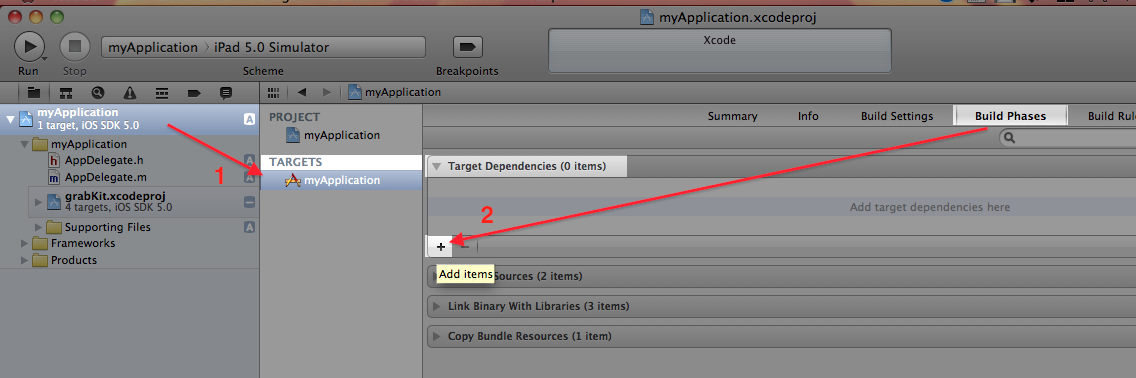 myApplication.xcodeproj
myApplication
iPad 5.0 Simulator
Xcode
Run
Stop
Scheme
Breakpoints
myApplication
myApplication
1 target, iOS SDK 5.0
A
myApplication
h
AppDelegate.h
A
m
AppDelegate.m
A
grabKit.xcodeproj
4 targets, iOS SDK 5.0
Supporting Files
A
Frameworks
Products
1
PROJECT
myApplication
TARGETS
myApplication
Summary
Info
Build Settings
Build Phases
Build Rul
Target Dependencies (0 items)
Add target dependencies here
2
+
Add items
Sources (2 items)
Link Binary With Libraries (3 items)
Copy Bundle Resources (1 item)